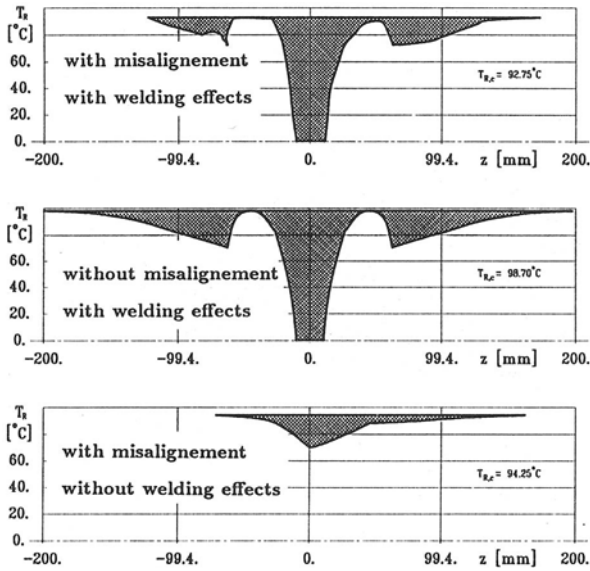 T_R
[°C]
with misalignement
60.
T_R,c = 92.75°C
40.
with welding effects
20.
0.
-200. -99.4. 0. 99.4. z [mm] 200.
T_R
[°C]
60.
without misalignement
T_R,c = 98.70°C
40.
with welding effects
20.
0.
-200. -99.4. 0. 99.4. z [mm] 200.
T_R
[°C]
with misalignement
60.
T_R,c = 94.25°C
40.
without welding effects
20.
0.
-200. -99.4. 0. 99.4. z [mm] 200.